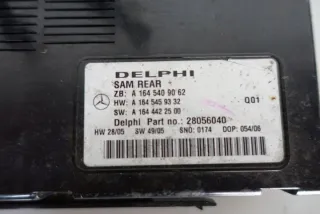 DELPHI
SAM REAR
Z.B: A 164 540 90 62
HW: A 164 545 93 32
SW: A 164 442 25 00
Q01
Delphi Part no.: 28056040
HW 28/05 SW 49/05 SNO: 0174 DOP: 054/06